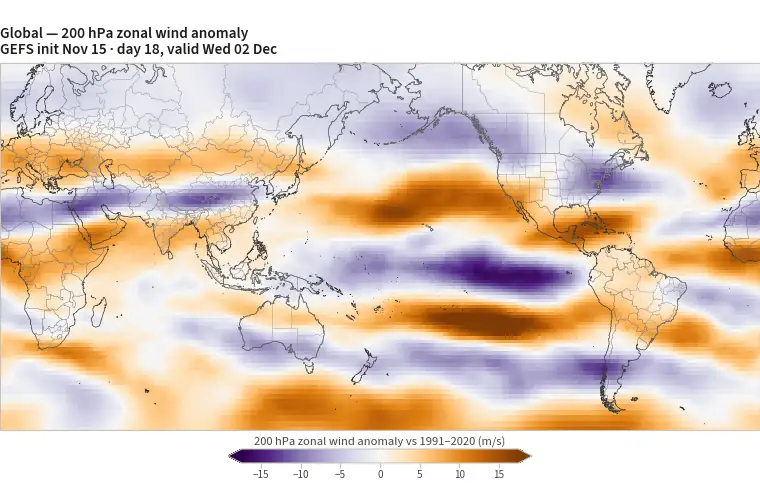 Global — 200 hPa zonal wind anomaly
GEFS init Nov 15 · day 18, valid Wed 02 Dec
200 hPa zonal wind anomaly vs 1991–2020 (m/s)
−15 −10 −5 0 5 10 15